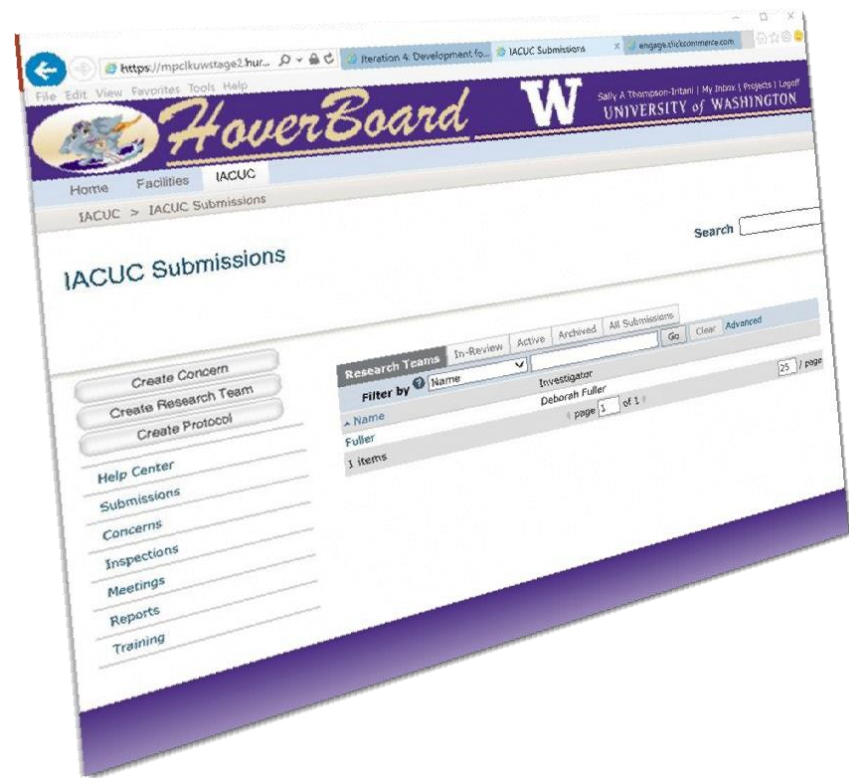 https://mpclkuwstage2.hur... Iteration 4: Development fo... IACUC Submissions x engage.clickcommerce.com
File Edit View Favorites Tools Help
HoverBoard W Sally A Thompson-Iritani | My Inbox | Projects | Logoff
UNIVERSITY of WASHINGTON
Home Facilities IACUC
IACUC > IACUC Submissions
Search
IACUC Submissions
Create Concern
Create Research Team
Create Protocol
Help Center
Submissions
Concerns
Inspections
Meetings
Reports
Training
Research Teams In-Review Active Archived All Submissions
Filter by ? Name Go Clear Advanced
Name Investigator
Fuller Deborah Fuller
1 items page 1 of 1 25 / page